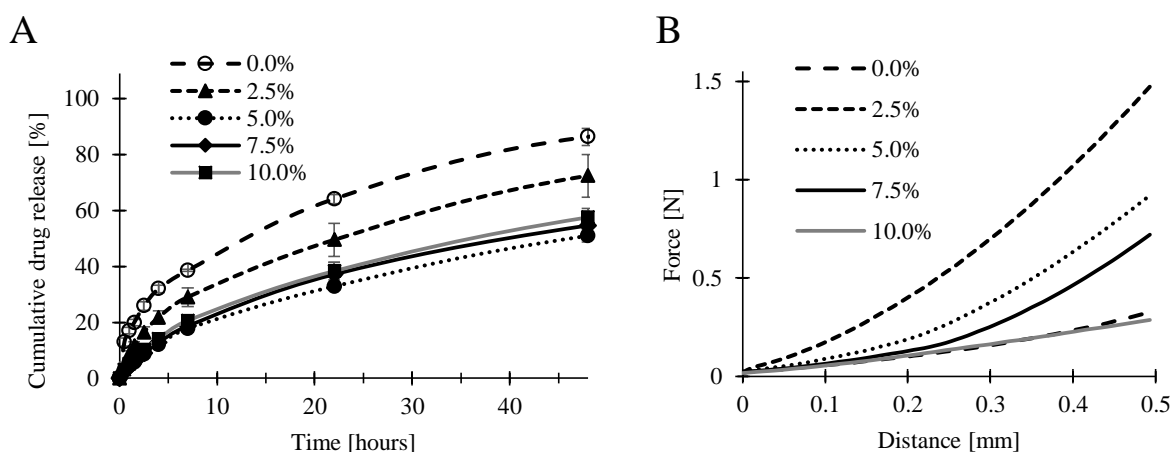 A
0.0%
2.5%
5.0%
7.5%
10.0%
Cumulative drug release [%]
100
80
60
40
20
0
0 10 20 30 40
Time [hours]
B
0.0%
2.5%
5.0%
7.5%
10.0%
Force [N]
1.5
1
0.5
0
0 0.1 0.2 0.3 0.4 0.5
Distance [mm]